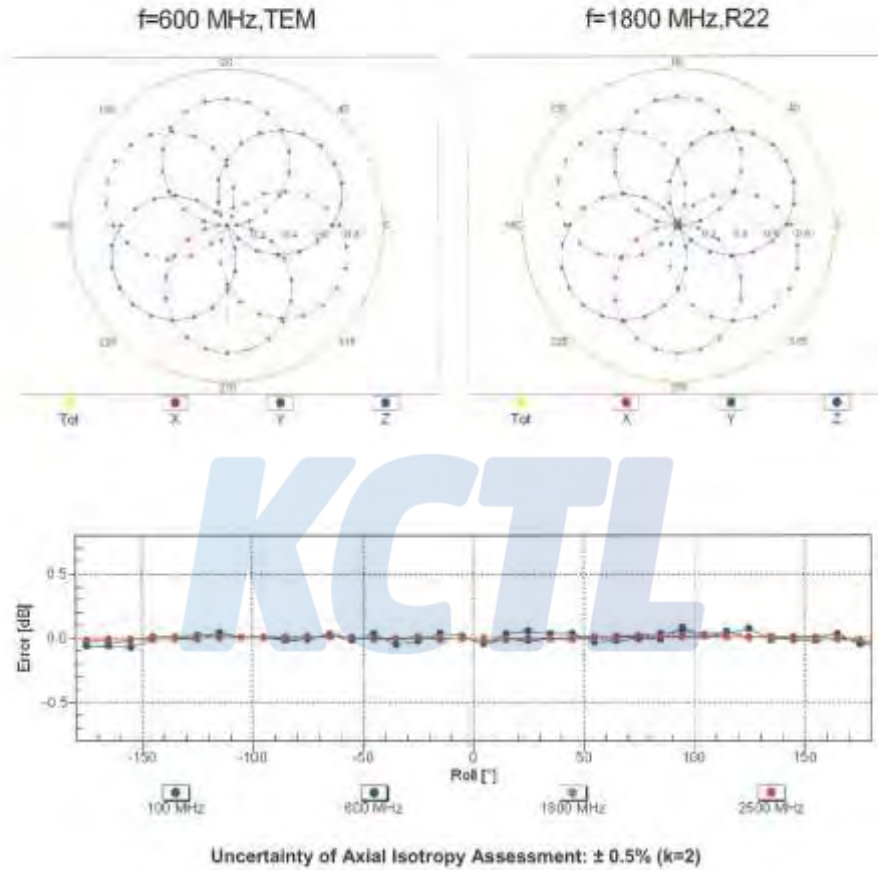 f=600 MHz,TEM
f=1800 MHz,R22
270
0
Tot X Y Z
Tot X Y Z
KCTL
Error [dB]
0.5
0.0
-0.5
-150 -100 -50 0 50 100 150
Roll [°]
100 MHz 600 MHz 1800 MHz 2500 MHz
Uncertainty of Axial Isotropy Assessment: ± 0.5% (k=2)